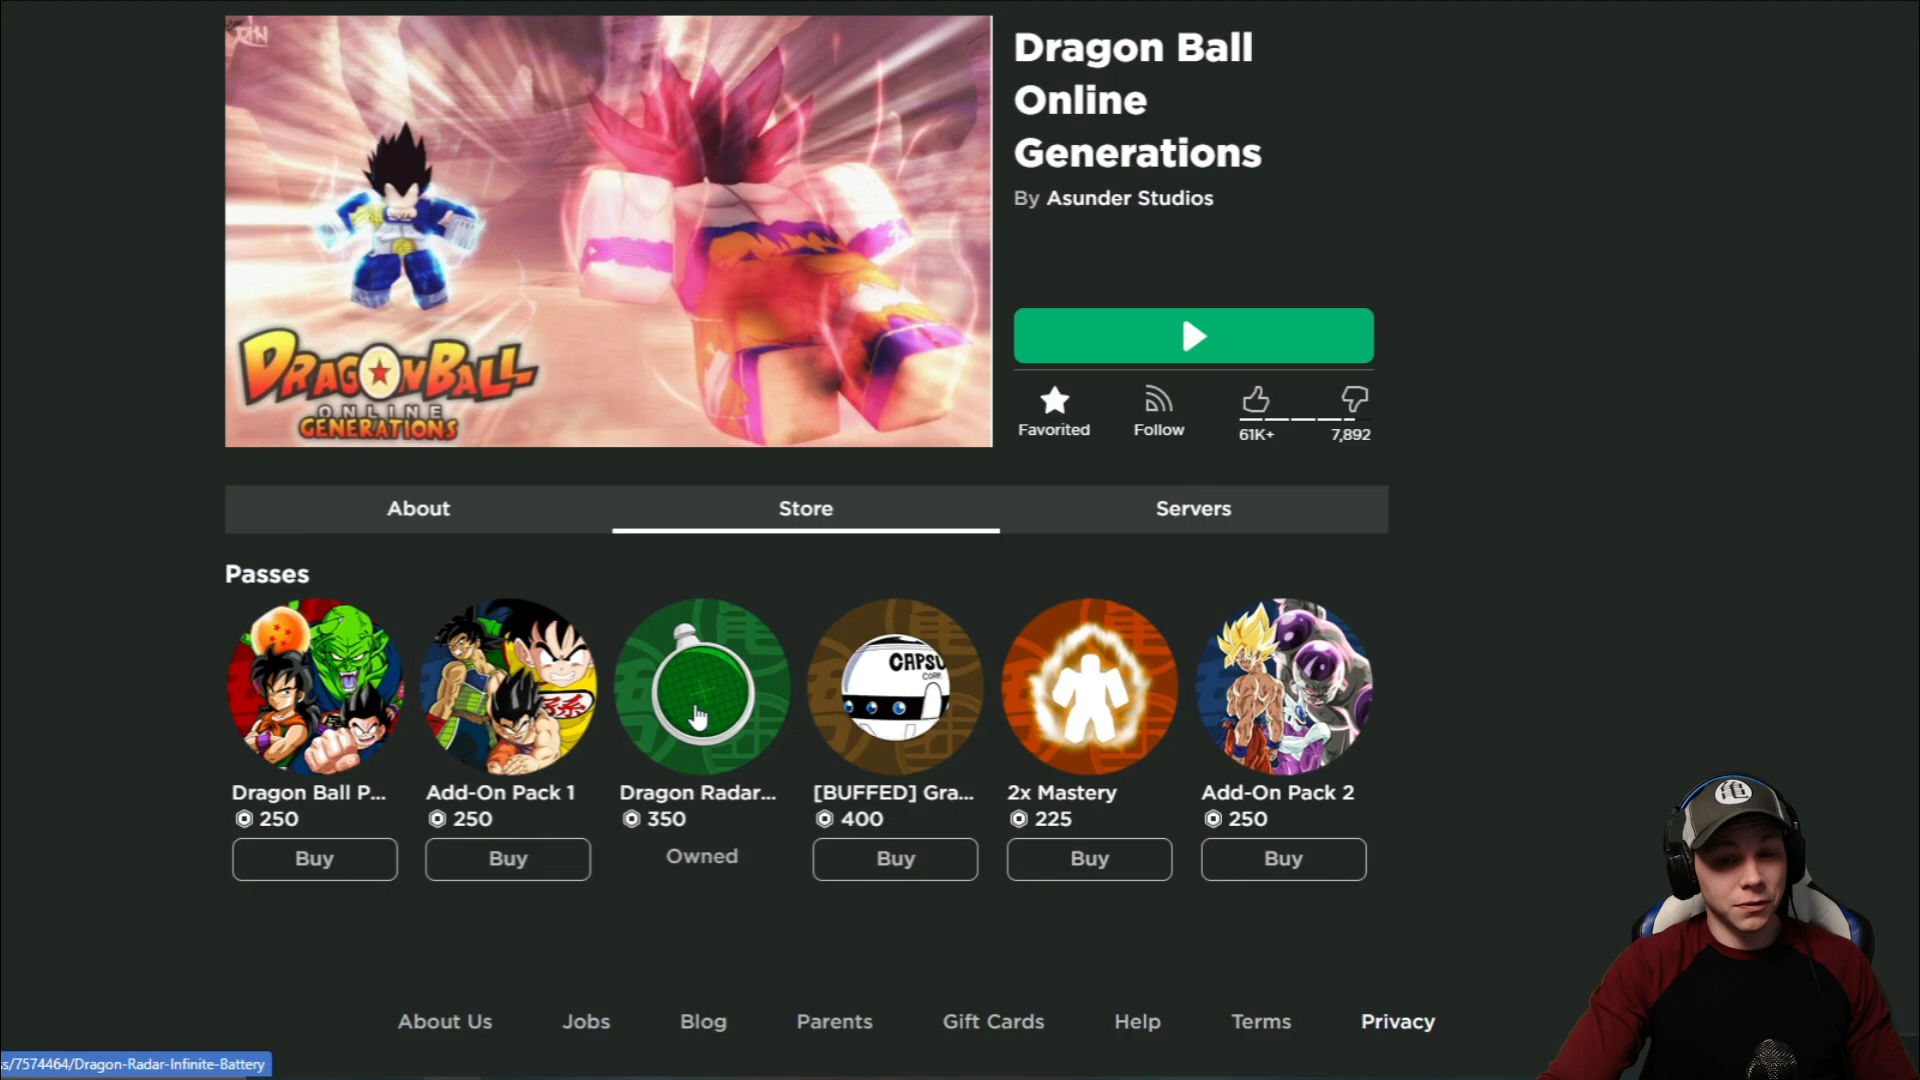 Dragon Ball
Online
Generations
By Asunder Studios
DRAGONBALL
ONLINE
GENERATIONS
Favorited
Follow
61K+
7,892
About
Store
Servers
Passes
CAPSU
CORP.
Dragon Ball P...
Add-On Pack 1
Dragon Radar...
[BUFFED] Gra...
2x Mastery
Add-On Pack 2
250
250
350
400
225
250
Buy
Buy
Owned
Buy
Buy
Buy
About Us
Jobs
Blog
Parents
Gift Cards
Help
Terms
Privacy
s/7574464/Dragon-Radar-Infinite-Battery